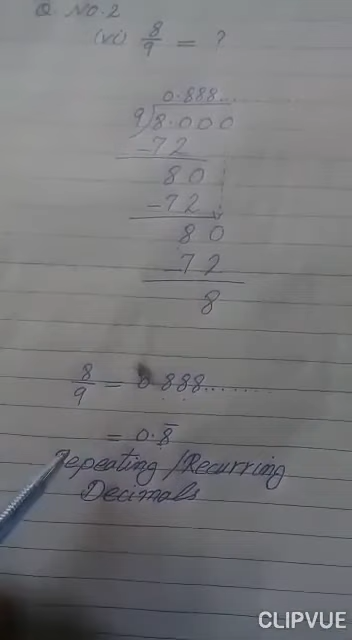 Q. No. 2
(vi) 8/9 = ?
0.888...
9)8.000
-72
80
-72
80
-72
8
8/9 = 0.888.......
= 0.8̅
Repeating/Recurring
Decimals
CLIPVUE